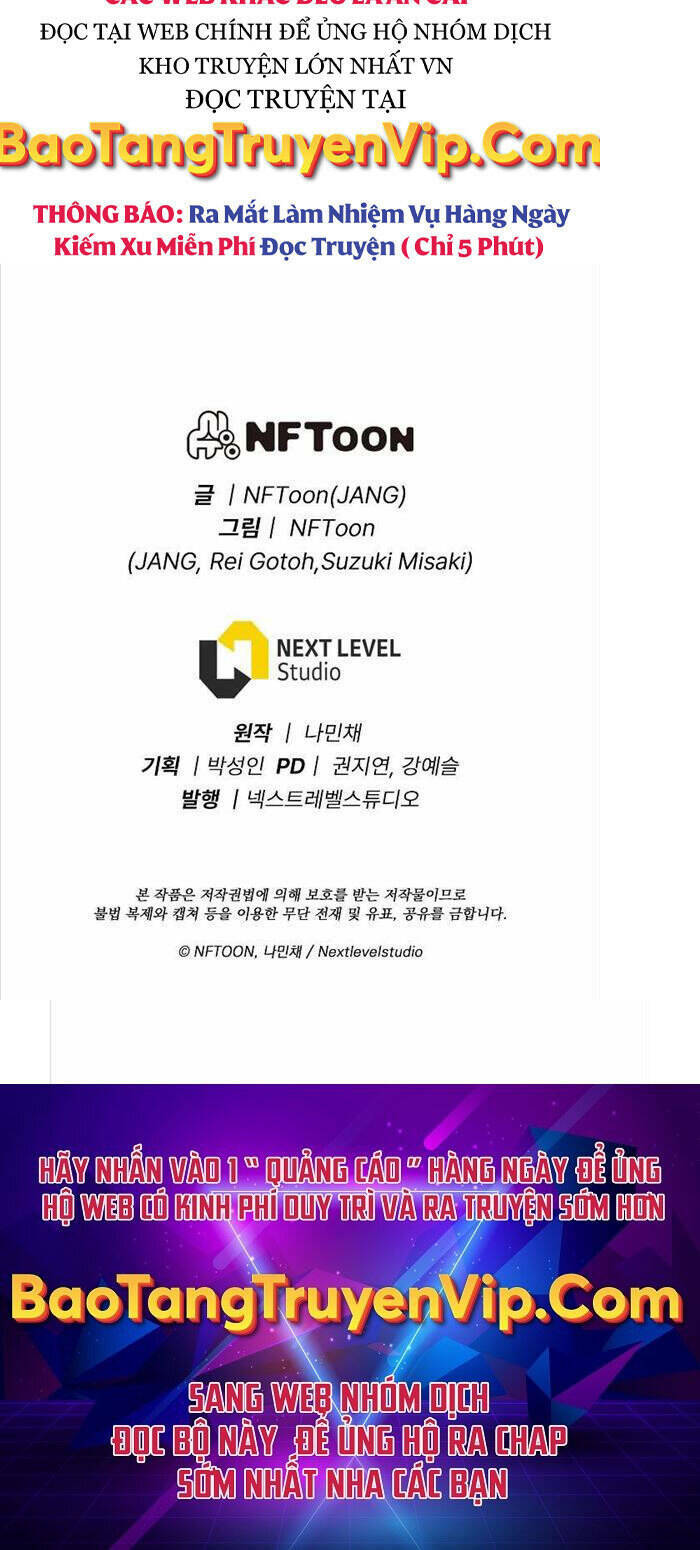 CÁC WEB KHÁC ĐỀU LÀ ĂN CẮP
ĐỌC TẠI WEB CHÍNH ĐỂ ỦNG HỘ NHÓM DỊCH
KHO TRUYỆN LỚN NHẤT VN
ĐỌC TRUYỆN TẠI
BaoTangTruyenVip.Com
THÔNG BÁO: Ra Mắt Làm Nhiệm Vụ Hàng Ngày
Kiếm Xu Miễn Phí Đọc Truyện ( Chỉ 5 Phút)
NFTOON
글 | NFToon(JANG)
그림 | NFToon
(JANG, Rei Gotoh,Suzuki Misaki)
NEXT LEVEL
Studio
원작 | 나민채
기획 | 박성인 PD | 권지연, 강예슬
발행 | 넥스트레벨스튜디오
본 작품은 저작권법에 의해 보호를 받는 저작물이므로
불법 복제와 캡쳐 등을 이용한 무단 전재 및 유포, 공유를 금합니다.
© NFTOON, 나민채 / Nextlevelstudio
HÃY NHẤN VÀO 1 “ QUẢNG CÁO ” HÀNG NGÀY ĐỂ ỦNG
HỘ WEB CÓ KINH PHÍ DUY TRÌ VÀ RA TRUYỆN SỚM HƠN
BaoTangTruyenVip.Com
SANG WEB NHÓM DỊCH
ĐỌC BỘ NÀY ĐỂ ỦNG HỘ RA CHAP
SỚM NHẤT NHA CÁC BẠN